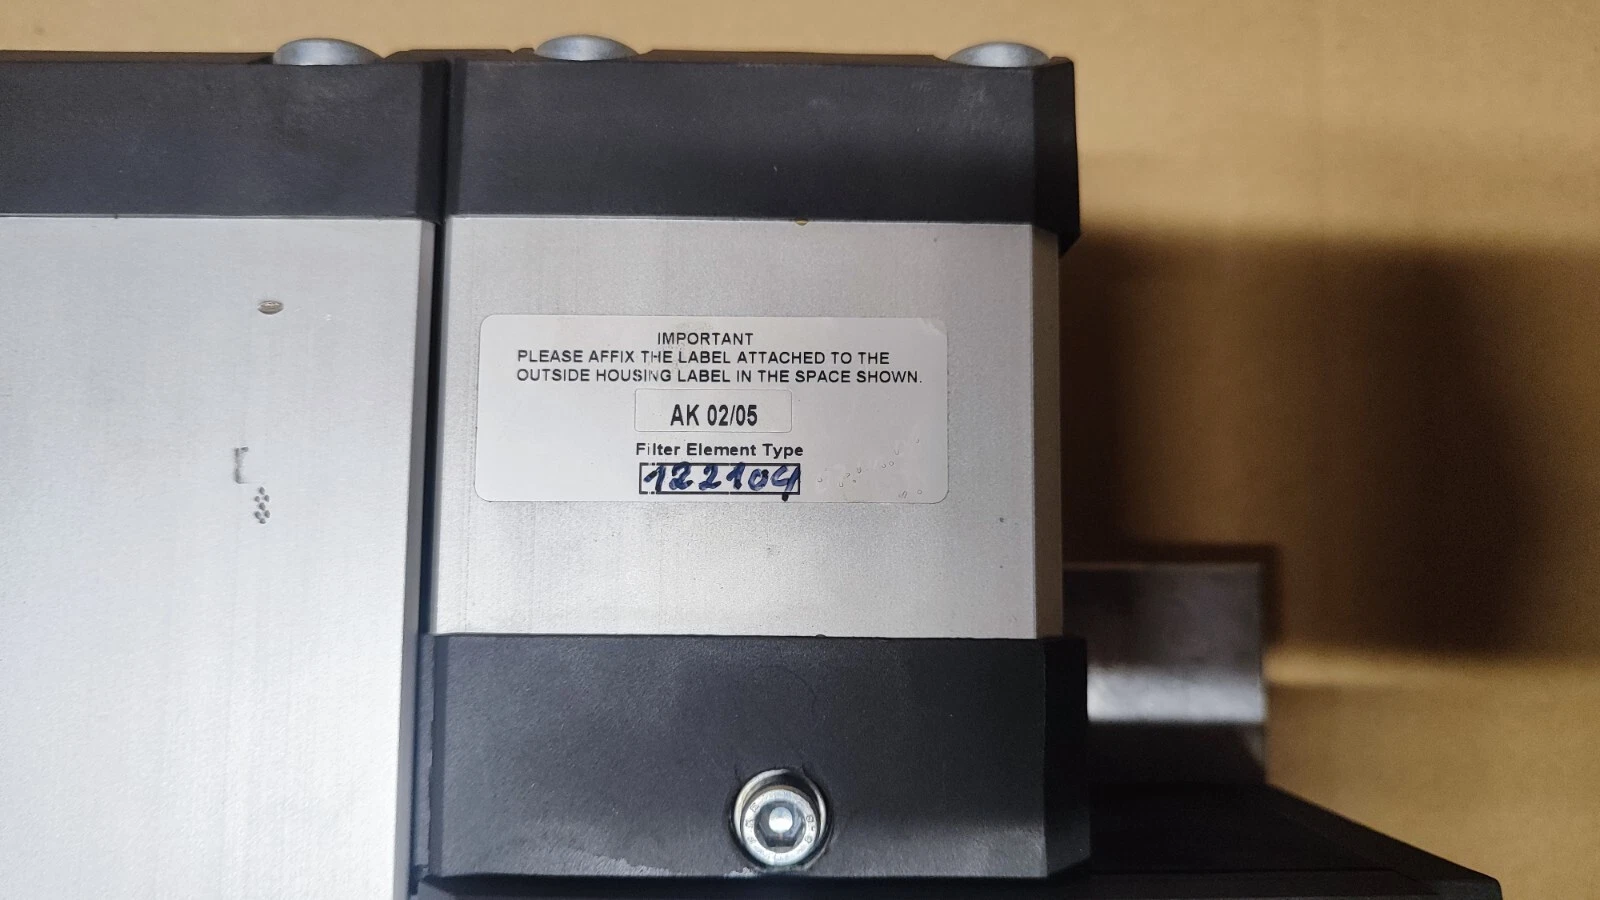 IMPORTANT
PLEASE AFFIX THE LABEL ATTACHED TO THE
OUTSIDE HOUSING LABEL IN THE SPACE SHOWN.
AK 02/05
Filter Element Type
122104